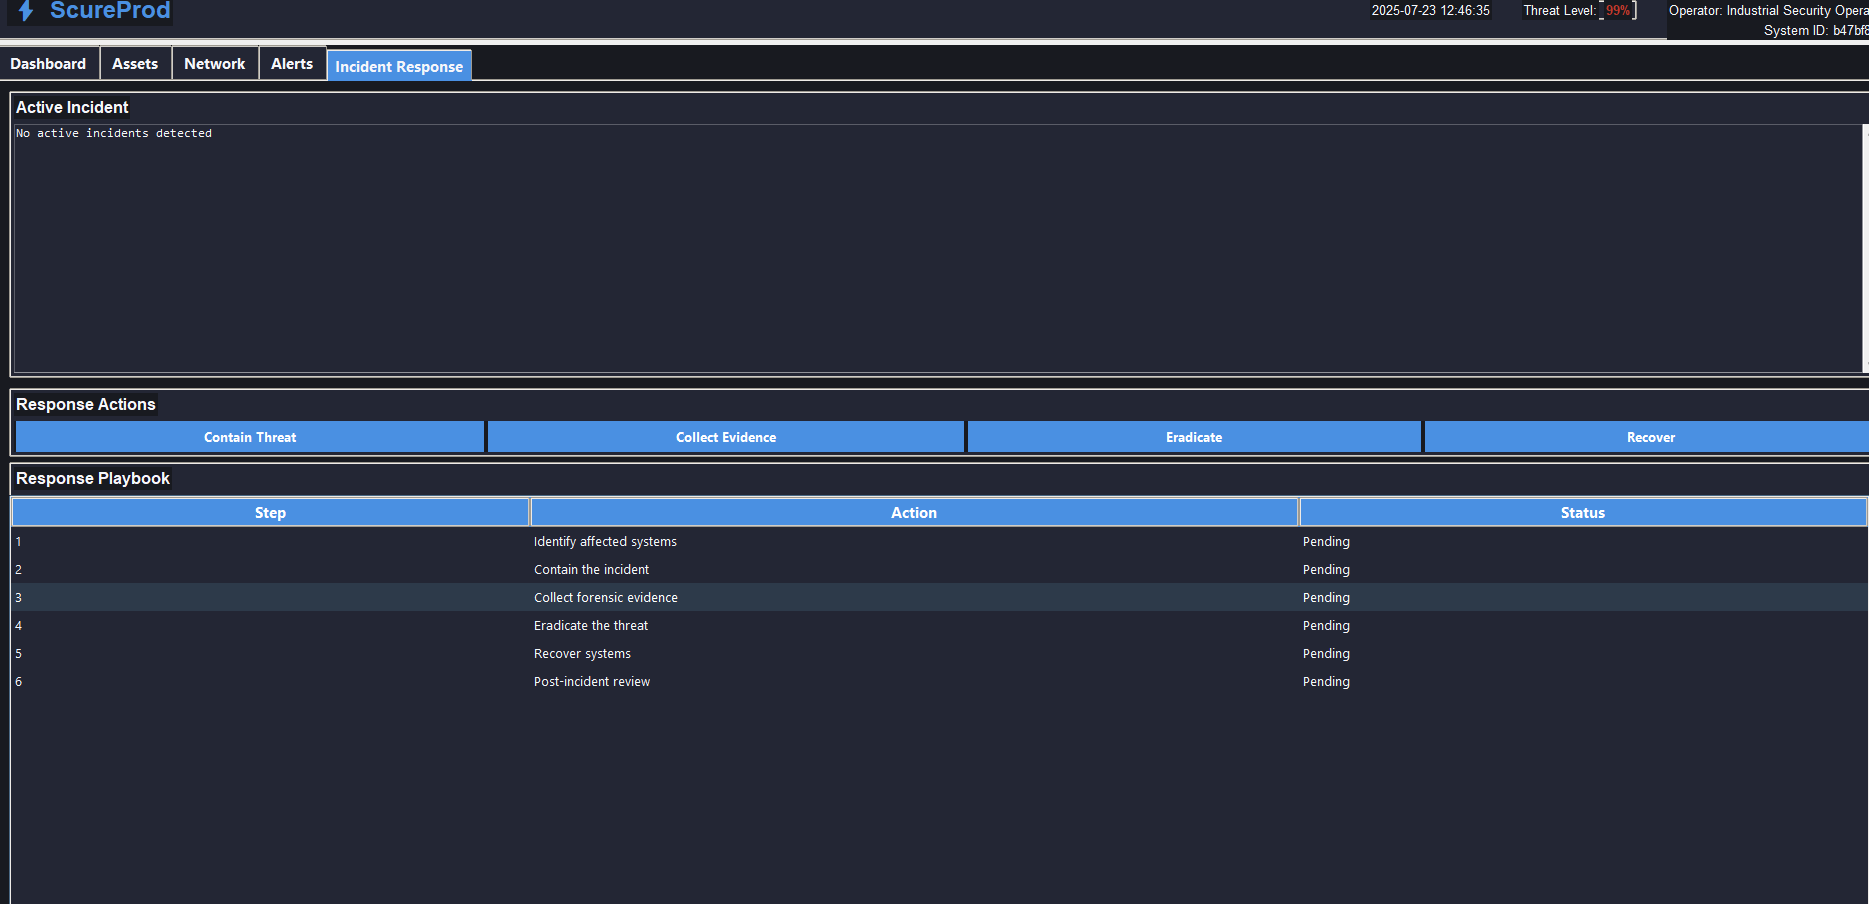 ScureProd
2025-07-23 12:46:35 Threat Level: 99% Operator: Industrial Security Opera
System ID: b47bf6
Dashboard Assets Network Alerts Incident Response
Active Incident
No active incidents detected
Response Actions
Contain Threat Collect Evidence Eradicate Recover
Response Playbook
Step Action Status
1 Identify affected systems Pending
2 Contain the incident Pending
3 Collect forensic evidence Pending
4 Eradicate the threat Pending
5 Recover systems Pending
6 Post-incident review Pending